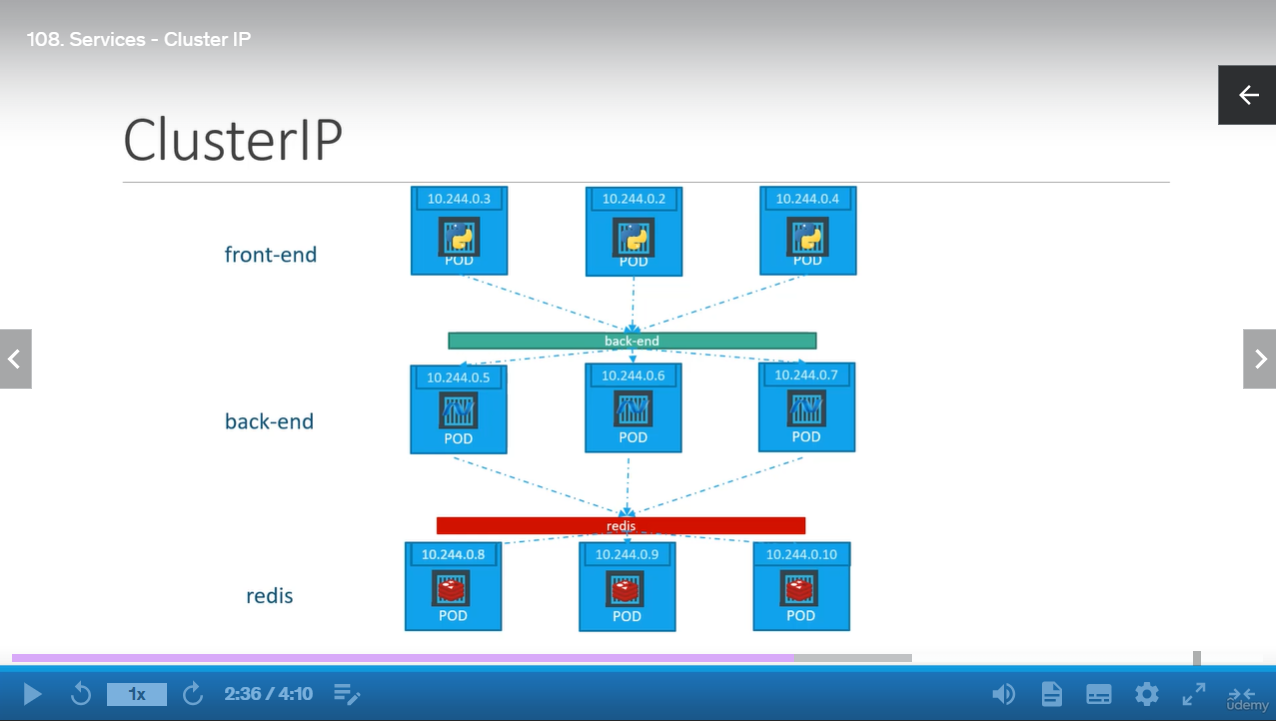 108. Services - Cluster IP
ClusterIP
10.244.0.3
10.244.0.2
10.244.0.4
front-end
POD
POD
POD
back-end
10.244.0.5
10.244.0.6
10.244.0.7
back-end
POD
POD
POD
redis
10.244.0.8
10.244.0.9
10.244.0.10
redis
POD
POD
POD
1x
2:36 / 4:10
ûdemy